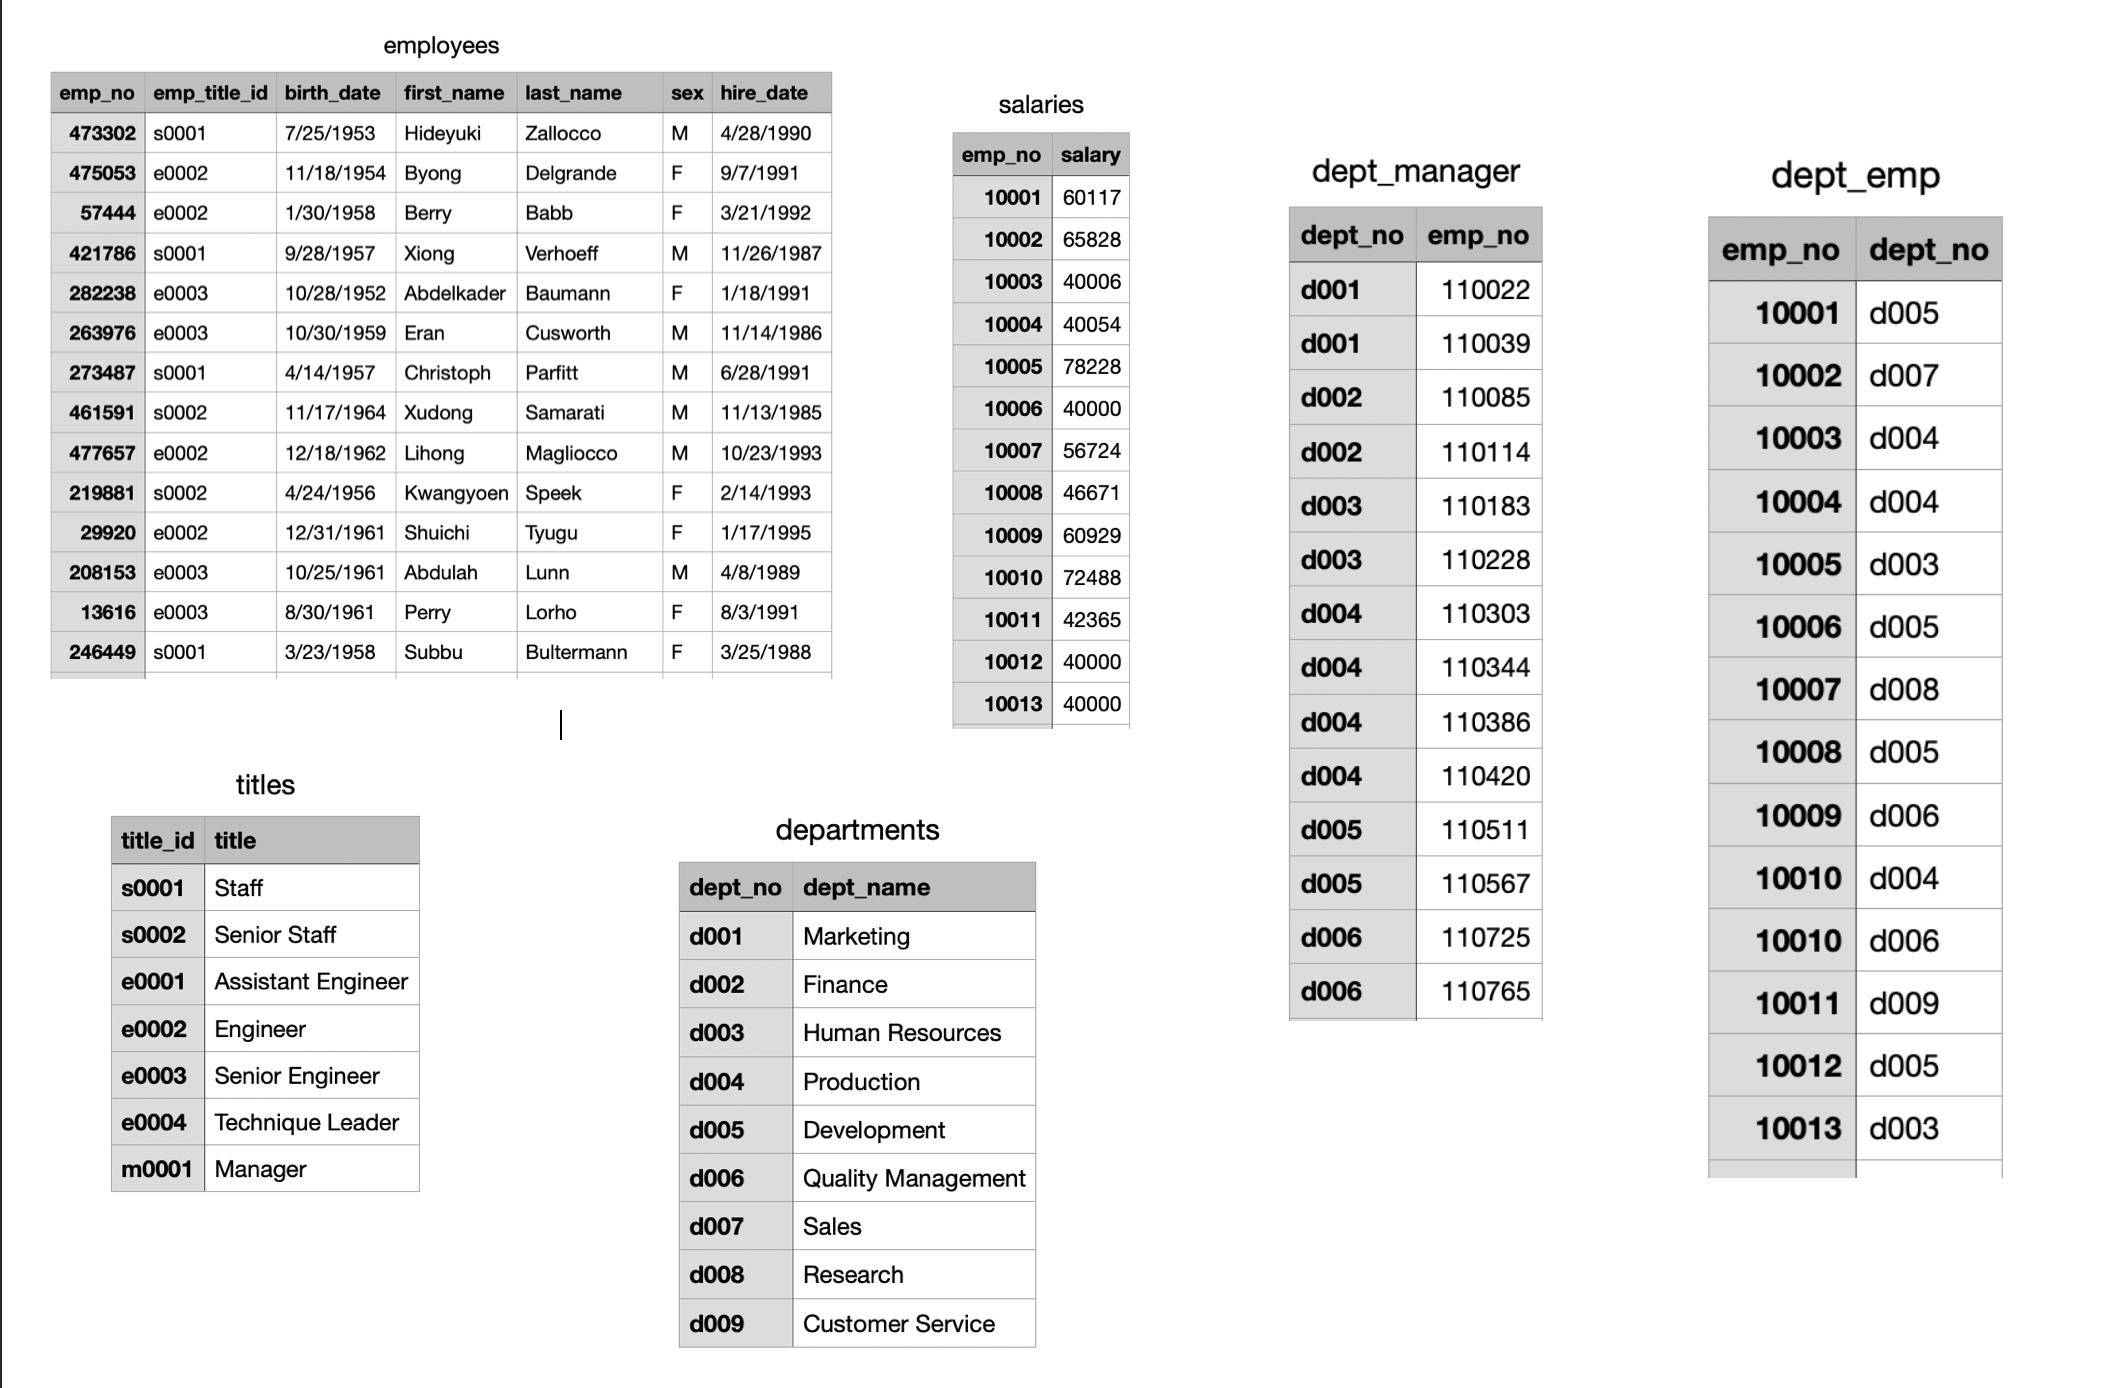 employees
emp_no emp_title_id birth_date first_name last_name sex hire_date
473302 s0001 7/25/1953 Hideyuki Zallocco M 4/28/1990
475053 e0002 11/18/1954 Byong Delgrande F 9/7/1991
57444 e0002 1/30/1958 Berry Babb F 3/21/1992
421786 s0001 9/28/1957 Xiong Verhoeff M 11/26/1987
282238 e0003 10/28/1952 Abdelkader Baumann F 1/18/1991
263976 e0003 10/30/1959 Eran Cusworth M 11/14/1986
273487 s0001 4/14/1957 Christoph Parfitt M 6/28/1991
461591 s0002 11/17/1964 Xudong Samarati M 11/13/1985
477657 e0002 12/18/1962 Lihong Magliocco M 10/23/1993
219881 s0002 4/24/1956 Kwangyoen Speek F 2/14/1993
29920 e0002 12/31/1961 Shuichi Tyugu F 1/17/1995
208153 e0003 10/25/1961 Abdulah Lunn M 4/8/1989
13616 e0003 8/30/1961 Perry Lorho F 8/3/1991
246449 s0001 3/23/1958 Subbu Bultermann F 3/25/1988
salaries
emp_no salary
10001 60117
10002 65828
10003 40006
10004 40054
10005 78228
10006 40000
10007 56724
10008 46671
10009 60929
10010 72488
10011 42365
10012 40000
10013 40000
dept_manager
dept_no emp_no
d001 110022
d001 110039
d002 110085
d002 110114
d003 110183
d003 110228
d004 110303
d004 110344
d004 110386
d004 110420
d005 110511
d005 110567
d006 110725
d006 110765
dept_emp
emp_no dept_no
10001 d005
10002 d007
10003 d004
10004 d004
10005 d003
10006 d005
10007 d008
10008 d005
10009 d006
10010 d004
10010 d006
10011 d009
10012 d005
10013 d003
titles
title_id title
s0001 Staff
s0002 Senior Staff
e0001 Assistant Engineer
e0002 Engineer
e0003 Senior Engineer
e0004 Technique Leader
m0001 Manager
departments
dept_no dept_name
d001 Marketing
d002 Finance
d003 Human Resources
d004 Production
d005 Development
d006 Quality Management
d007 Sales
d008 Research
d009 Customer Service